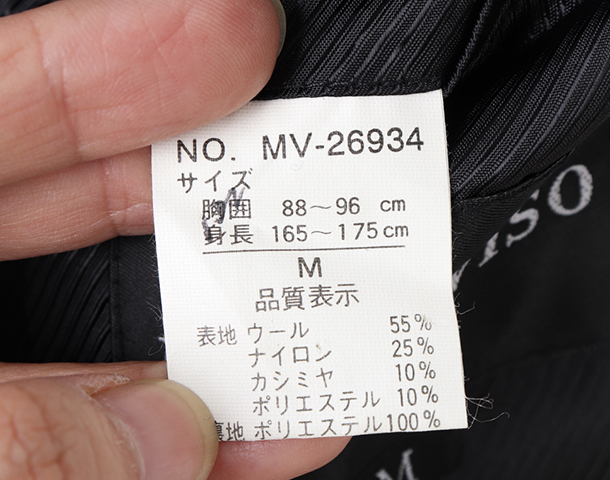 NO. MV-26934
サイズ
胸囲 88～96 cm
身長 165～175cm
M
品質表示
表地 ウール 55%
ナイロン 25%
カシミヤ 10%
ポリエステル 10%
裏地 ポリエステル100%
VISO
M